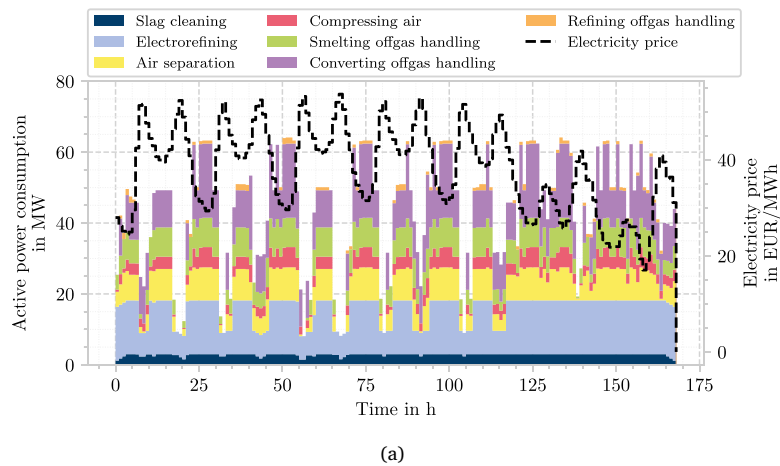 Slag cleaning
Electrorefining
Air separation
Compressing air
Smelting offgas handling
Converting offgas handling
Refining offgas handling
Electricity price
Active power consumption
in MW
80
60
40
20
0
0
25
50
75
100
125
150
175
Time in h
40
20
0
Electricity price
in EUR/MWh
(a)